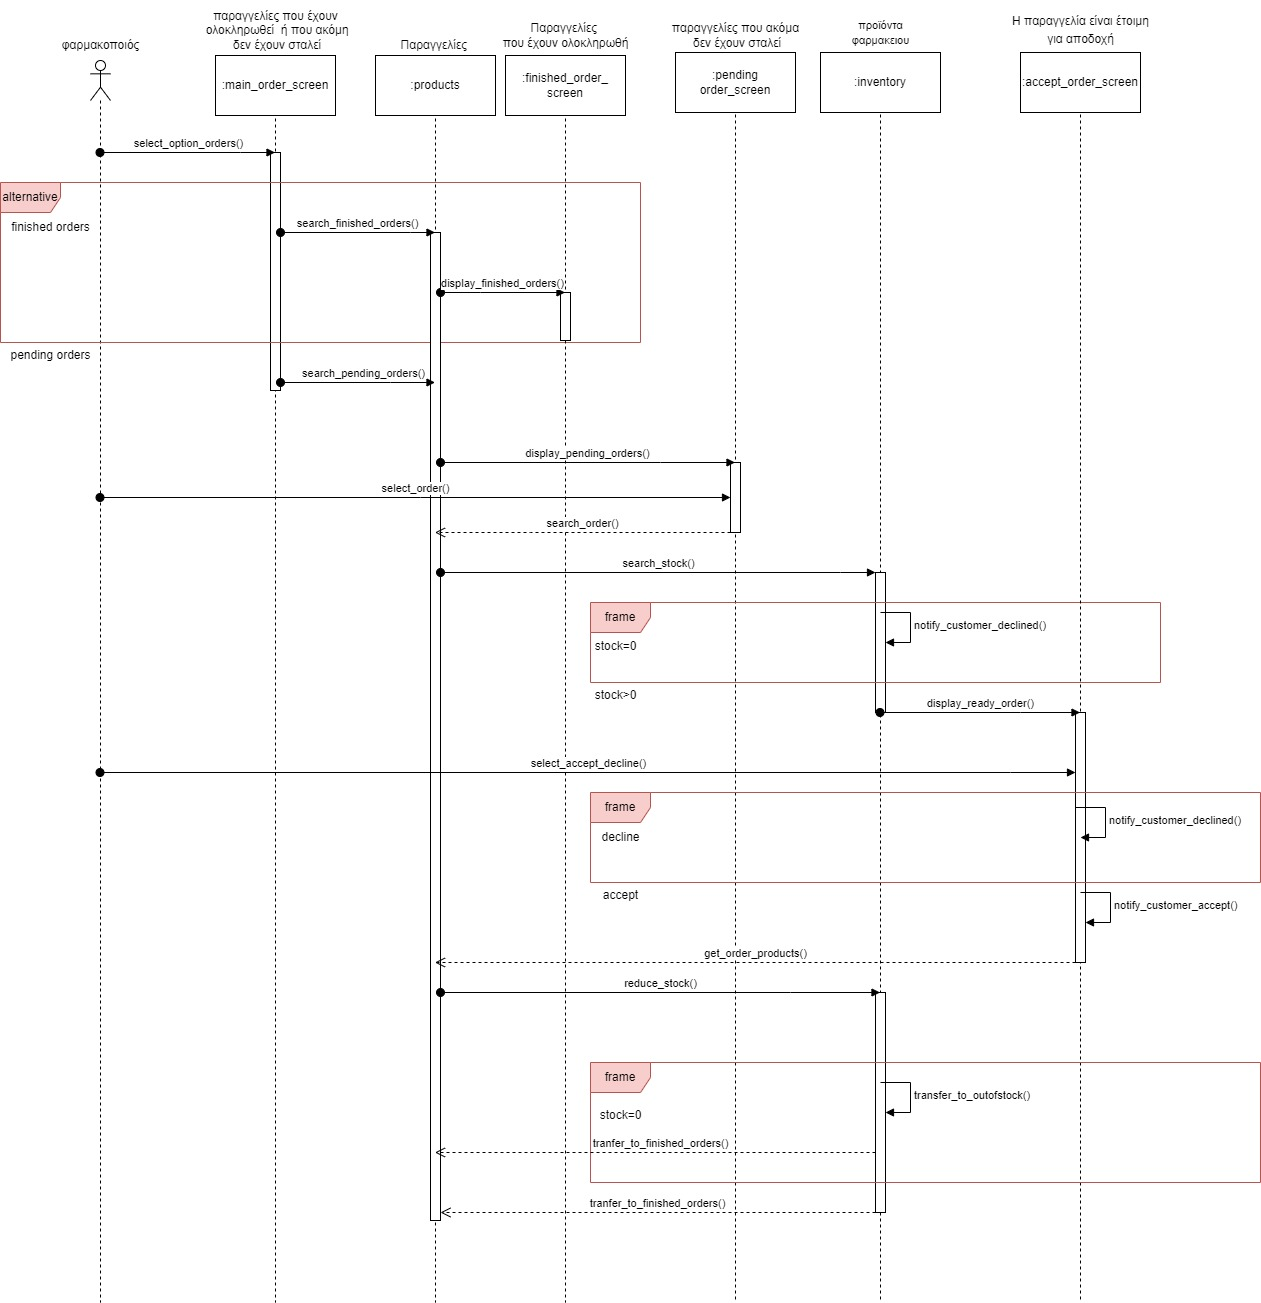 φαρμακοποιός
παραγγελίες που έχουν
ολοκληρωθεί ή που ακόμη
δεν έχουν σταλεί
Παραγγελίες
Παραγγελίες
που έχουν ολοκληρωθή
παραγγελίες που ακόμα
δεν έχουν σταλεί
προϊόντα
φαρμακειου
Η παραγγελία είναι έτοιμη
για αποδοχή
:main_order_screen
:products
:finished_order_
screen
:pending
order_screen
:inventory
:accept_order_screen
select_option_orders()
alternative
finished orders
search_finished_orders()
display_finished_orders()
pending orders
search_pending_orders()
display_pending_orders()
select_order()
search_order()
search_stock()
frame
notify_customer_declined()
stock=0
stock>0
display_ready_order()
select_accept_decline()
frame
notify_customer_declined()
decline
accept
notify_customer_accept()
get_order_products()
reduce_stock()
frame
transfer_to_outofstock()
stock=0
tranfer_to_finished_orders()
tranfer_to_finished_orders()